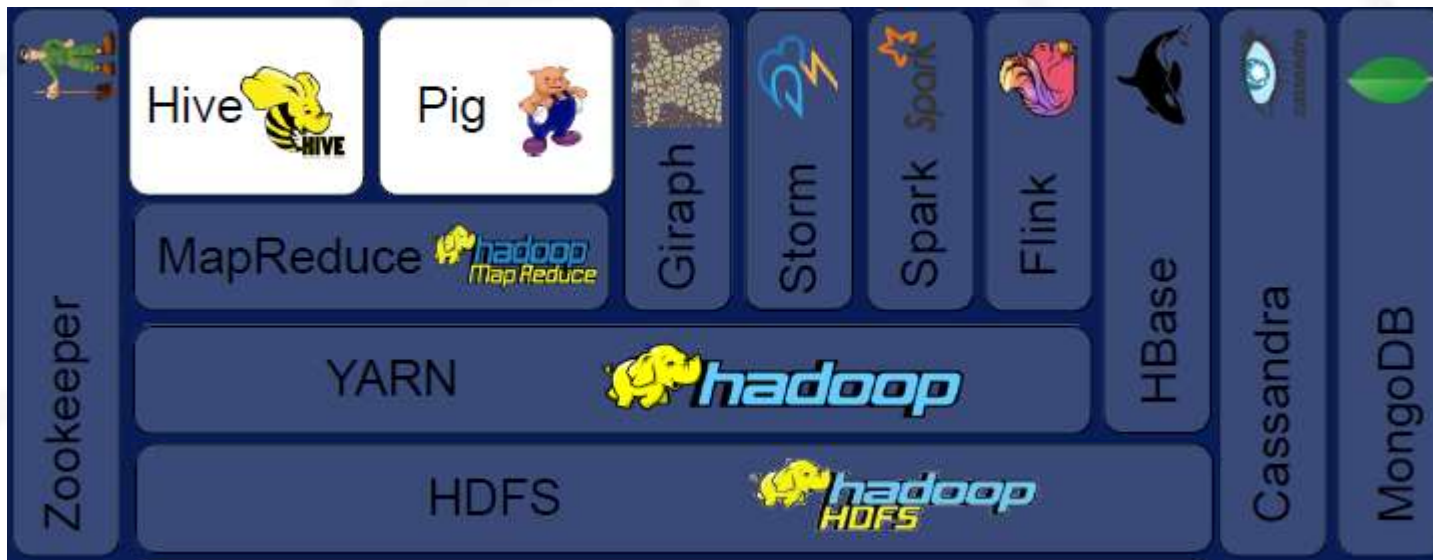 Zookeeper
Hive
HIVE
Pig
MapReduce
hadoop
Map Reduce
Giraph
Storm
Spark
Spark
Flink
YARN
hadoop
HBase
HDFS
hadoop
HDFS
Cassandra
cassandra
MongoDB